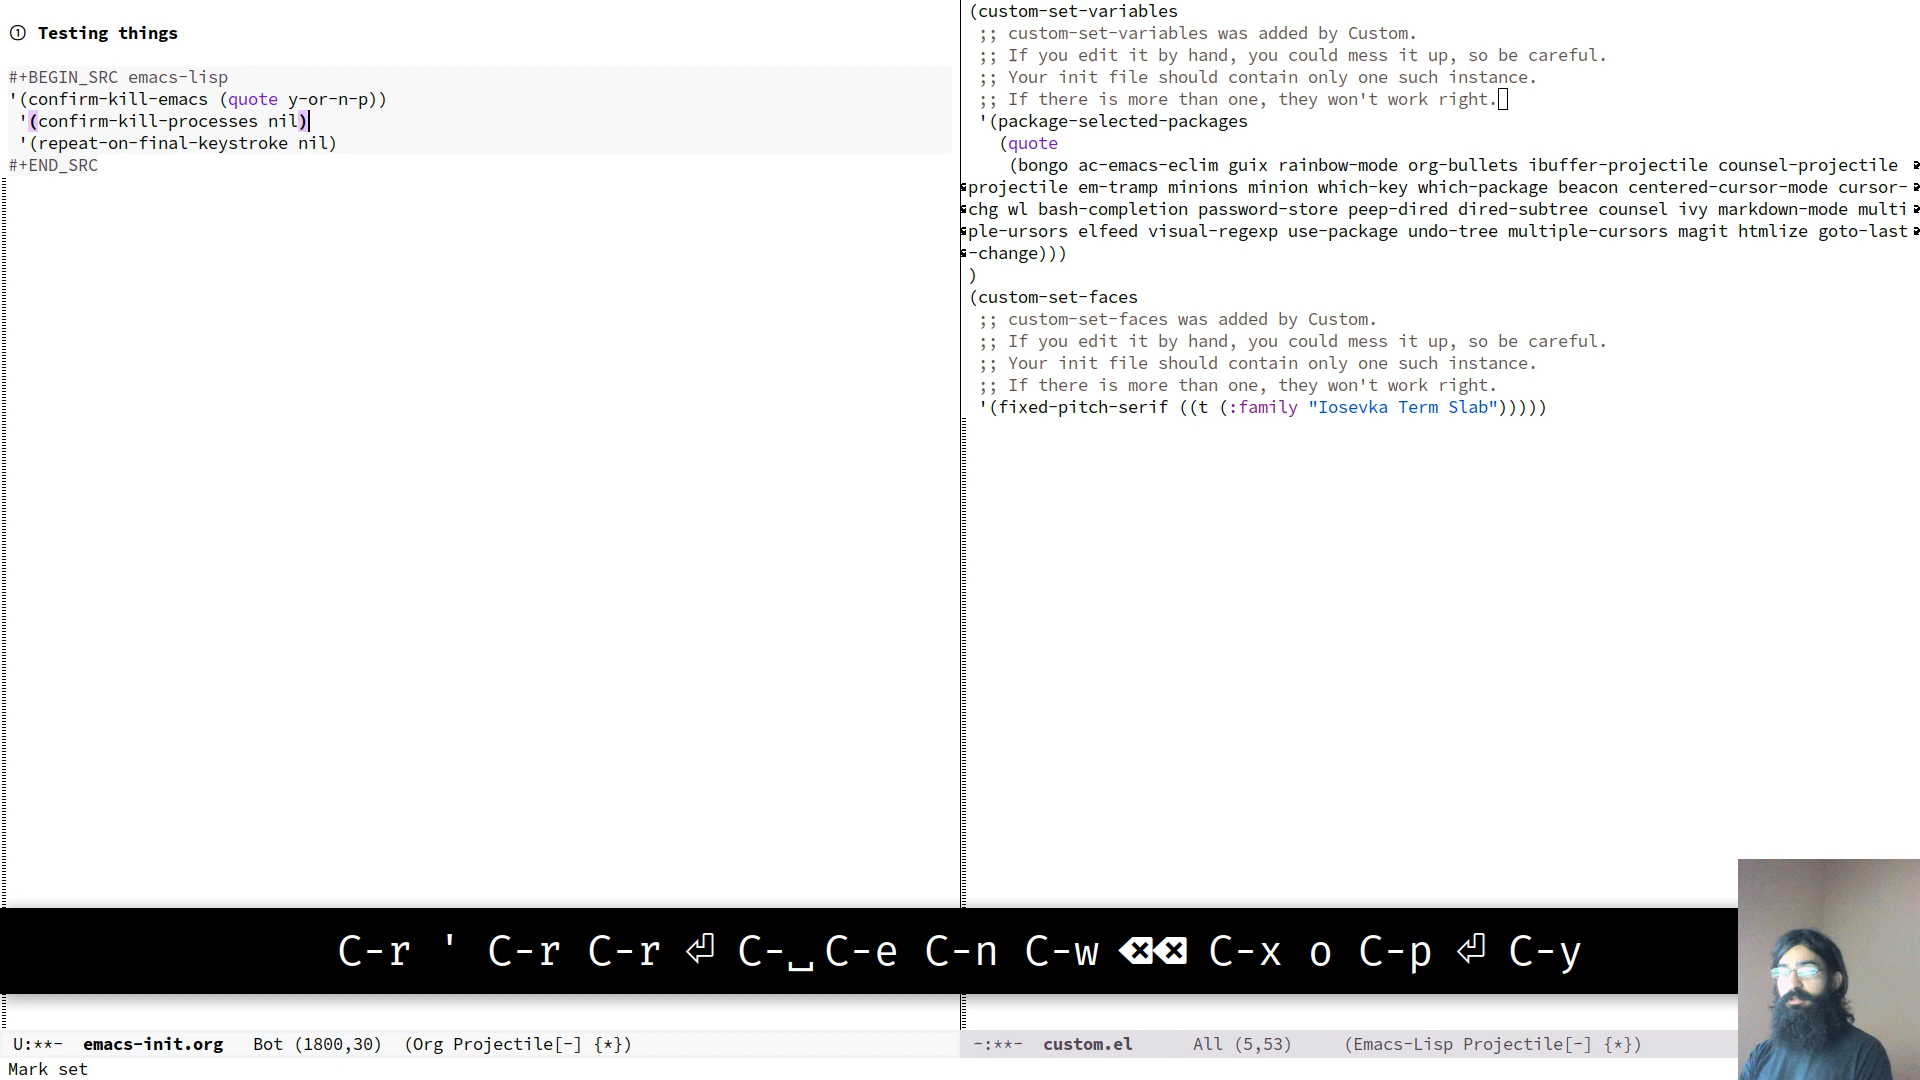 ① Testing things
#+BEGIN_SRC emacs-lisp
'(confirm-kill-emacs (quote y-or-n-p))
'(confirm-kill-processes nil)
'(repeat-on-final-keystroke nil)
#+END_SRC
(custom-set-variables
;; custom-set-variables was added by Custom.
;; If you edit it by hand, you could mess it up, so be careful.
;; Your init file should contain only one such instance.
;; If there is more than one, they won't work right.
'(package-selected-packages
(quote
(bongo ac-emacs-eclim guix rainbow-mode org-bullets ibuffer-projectile counsel-projectile
projectile em-tramp minions minion which-key which-package beacon centered-cursor-mode cursor-
chg wl bash-completion password-store peep-dired dired-subtree counsel ivy markdown-mode multi
ple-ursors elfeed visual-regexp use-package undo-tree multiple-cursors magit htmlize goto-last
-change)))
)
(custom-set-faces
;; custom-set-faces was added by Custom.
;; If you edit it by hand, you could mess it up, so be careful.
;; Your init file should contain only one such instance.
;; If there is more than one, they won't work right.
'(fixed-pitch-serif ((t (:family "Iosevka Term Slab")))))
C-r ' C-r C-r ⏎ C-␣ C-e C-n C-w ⌫⌫ C-x o C-p ⏎ C-y
U:**- emacs-init.org Bot (1800,30) (Org Projectile[-] {*})
-:**- custom.el All (5,53) (Emacs-Lisp Projectile[-] {*})
Mark set